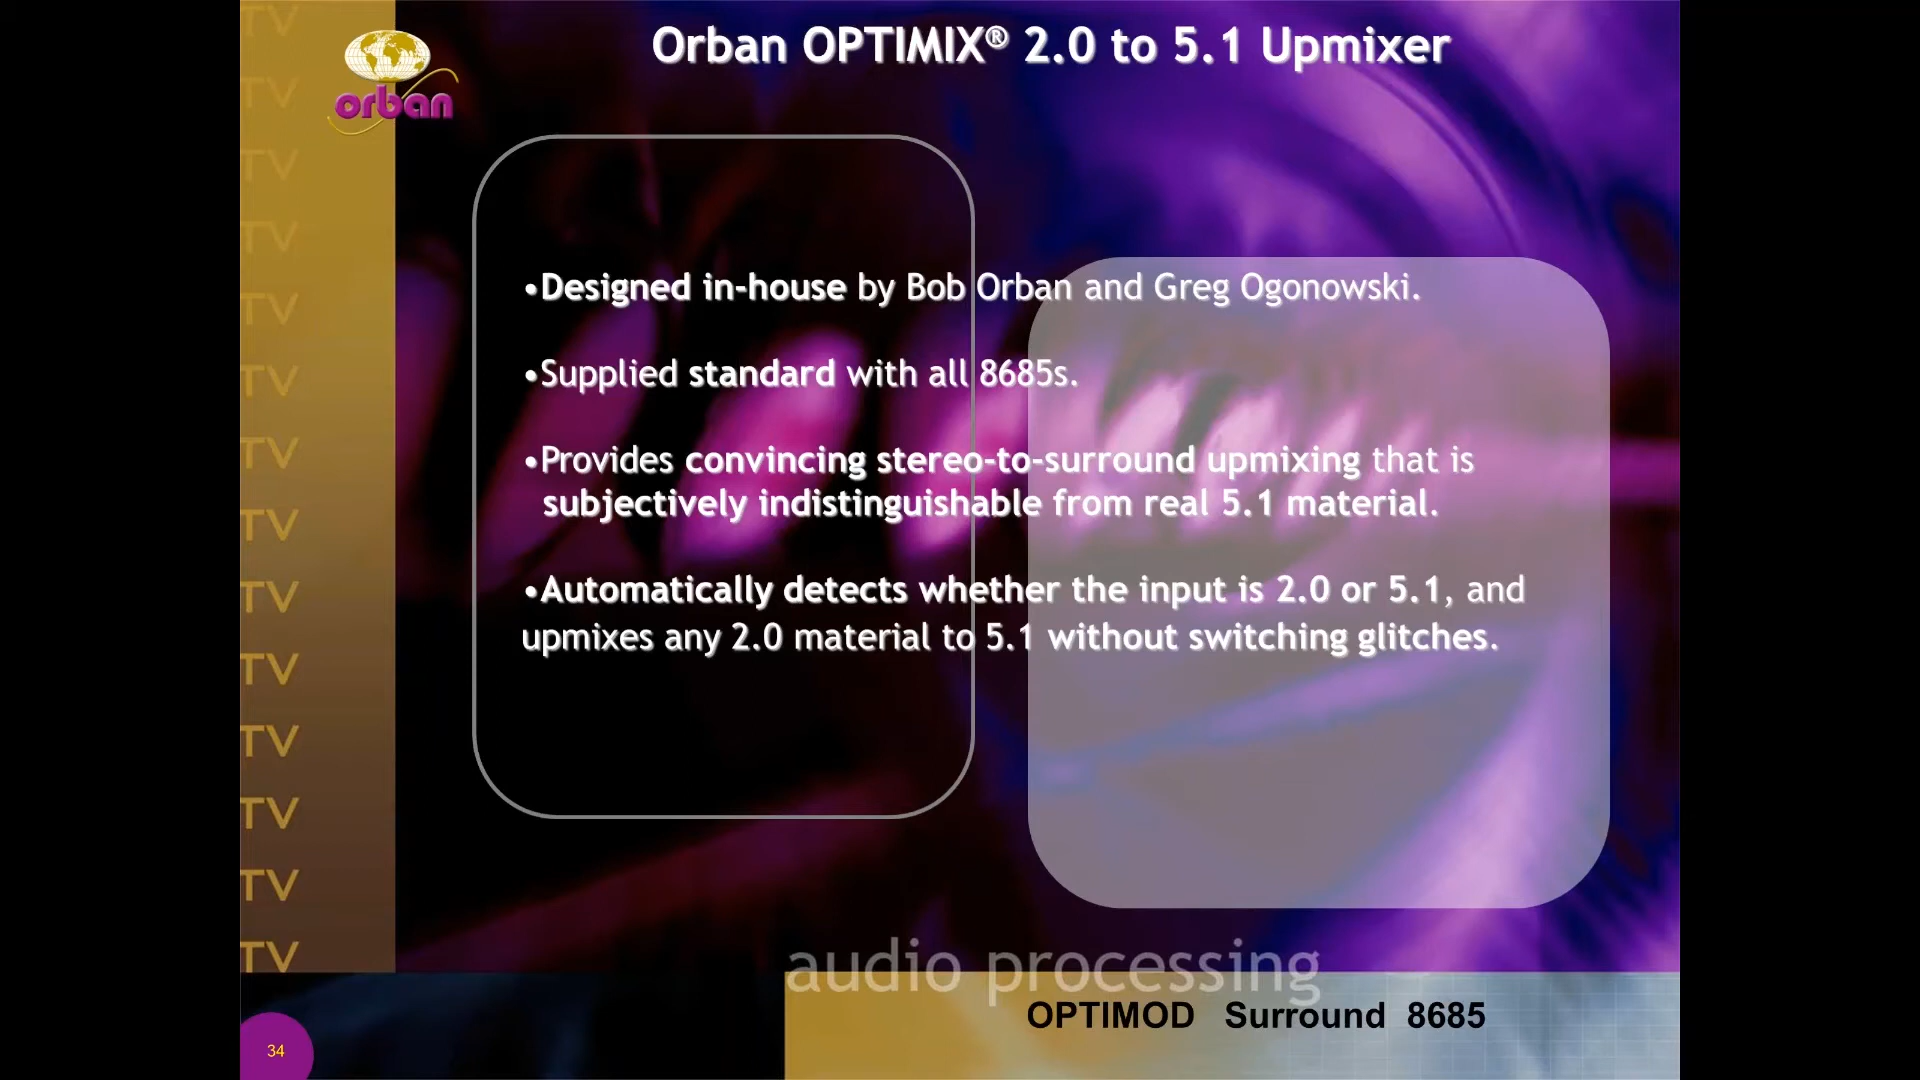 Orban OPTIMIX® 2.0 to 5.1 Upmixer
orban
•Designed in-house by Bob Orban and Greg Ogonowski.
•Supplied standard with all 8685s.
•Provides convincing stereo-to-surround upmixing that is
subjectively indistinguishable from real 5.1 material.
•Automatically detects whether the input is 2.0 or 5.1, and
upmixes any 2.0 material to 5.1 without switching glitches.
TV
TV
TV
TV
TV
TV
TV
TV
TV
TV
TV
TV
TV
TV
audio processing
OPTIMOD Surround 8685
34